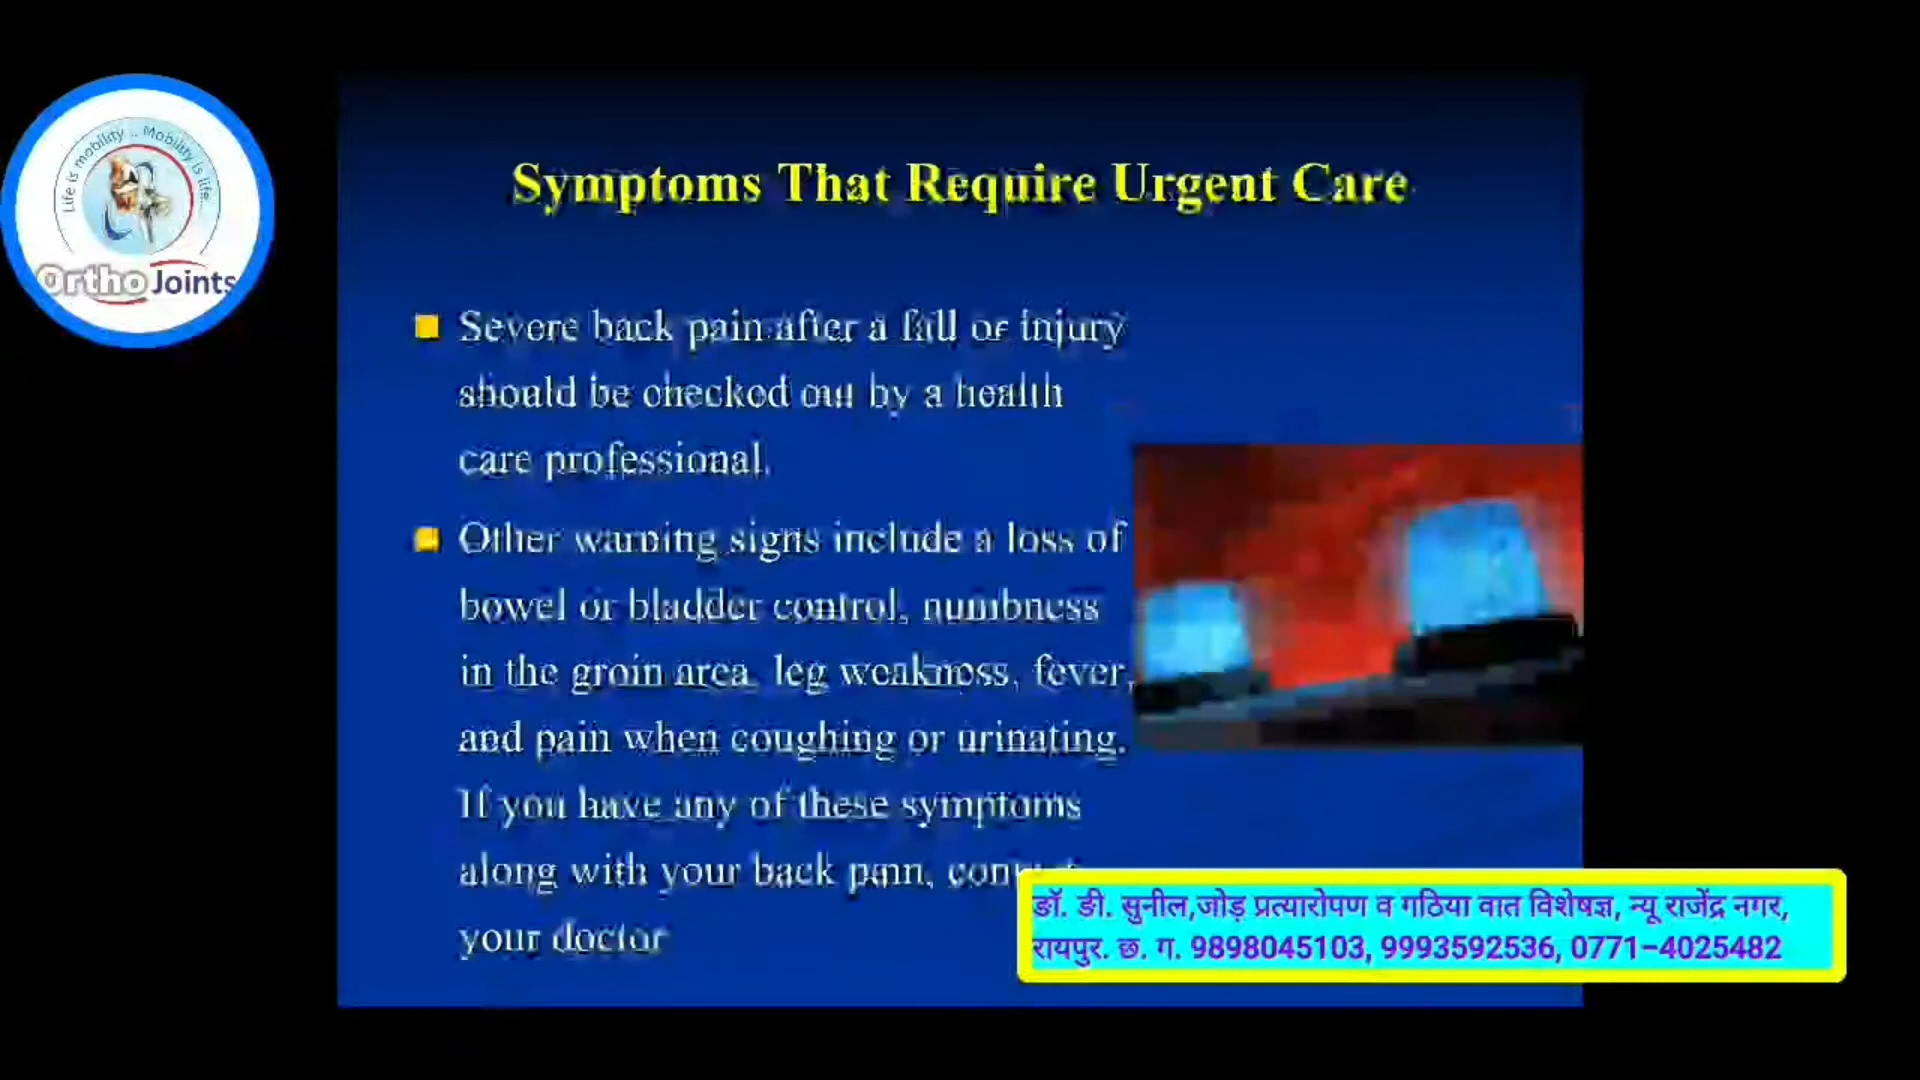 Life is mobility .. Mobility is life..
Ortho Joints
Symptoms That Require Urgent Care
Severe back pain after a fall or injury
should be checked out by a health
care professional.
Other warning signs include a loss of
bowel or bladder control, numbness
in the groin area, leg weakness, fever,
and pain when coughing or urinating.
If you have any of these symptoms
along with your back pain,
your doctor
डॉ. डी. सुनील,जोड़ प्रत्यारोपण व गठिया वात विशेषज्ञ, न्यू राजेंद्र नगर,
रायपुर. छ. ग. 9898045103, 9993592536, 0771-4025482